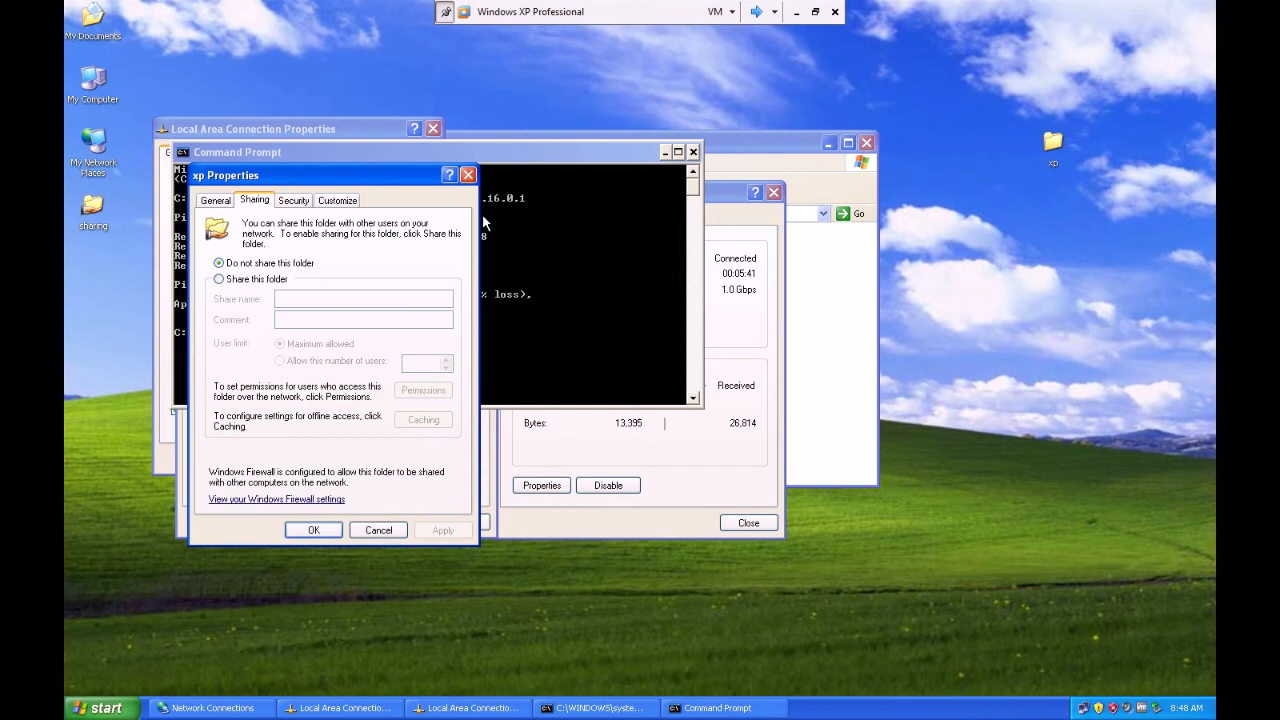 Windows XP Professional
VM
My Documents
My Computer
My Network
Places
sharing
xp
Local Area Connection Properties
Command Prompt
<C:
C:
.16.0.1
Pi
Re
8
Re
Re
Re
Pi
% loss),
Ap
C:
xp Properties
General
Sharing
Security
Customize
You can share this folder with other users on your
network. To enable sharing for this folder, click Share this
folder.
Do not share this folder
Share this folder
Share name:
Comment:
User limit:
Maximum allowed
Allow this number of users:
To set permissions for users who access this
folder over the network, click Permissions.
Permissions
To configure settings for offline access, click
Caching.
Caching
Windows Firewall is configured to allow this folder to be shared
with other computers on the network.
View your Windows Firewall settings
OK
Cancel
Apply
Go
Connected
00:05:41
1.0 Gbps
Received
Bytes:
13,395
26,814
Properties
Disable
Close
start
Network Connections
Local Area Connectio...
Local Area Connectio...
C:\WINDOWS\syste...
Command Prompt
8:48 AM